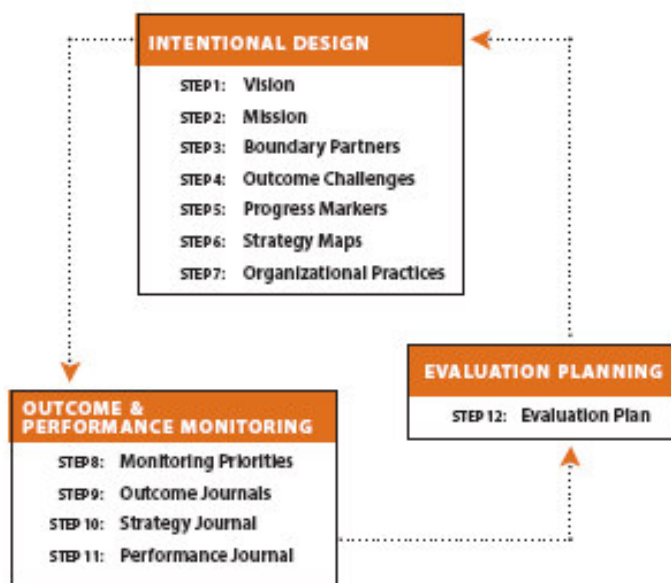 INTENTIONAL DESIGN
STEP 1: Vision
STEP 2: Mission
STEP 3: Boundary Partners
STEP 4: Outcome Challenges
STEP 5: Progress Markers
STEP 6: Strategy Maps
STEP 7: Organizational Practices
OUTCOME &
PERFORMANCE MONITORING
STEP 8: Monitoring Priorities
STEP 9: Outcome Journals
STEP 10: Strategy Journal
STEP 11: Performance Journal
EVALUATION PLANNING
STEP 12: Evaluation Plan